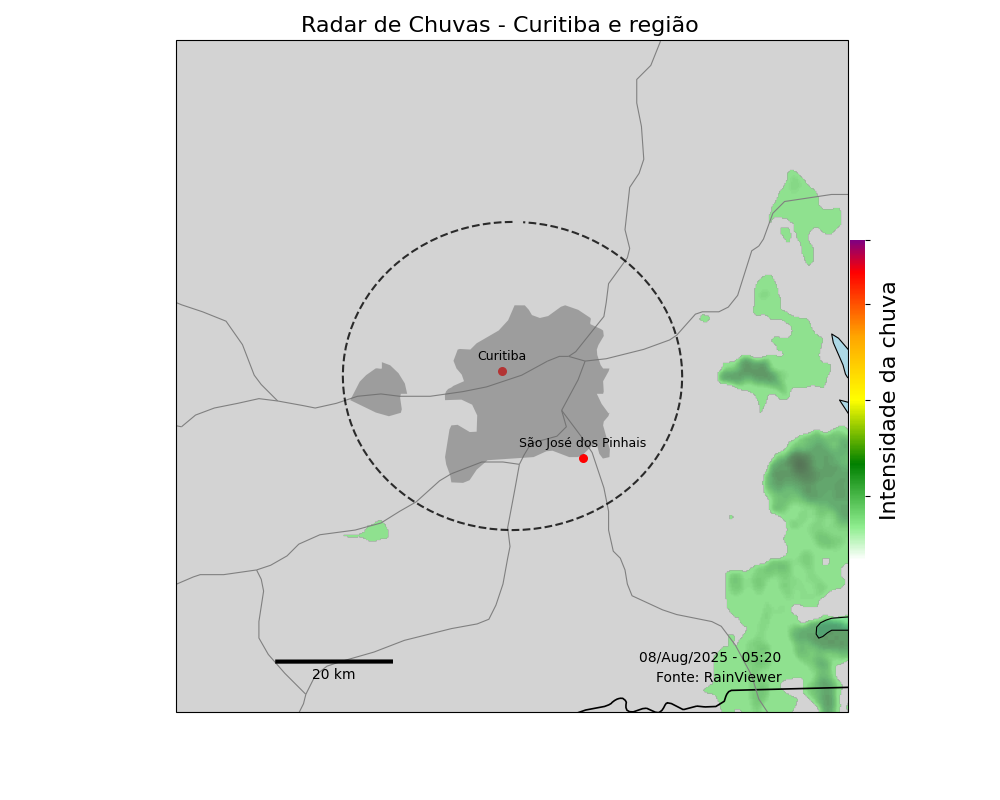 Radar de Chuvas - Curitiba e região
Curitiba
São José dos Pinhais
Intensidade da chuva
08/Aug/2025 - 05:20
Fonte: RainViewer
20 km